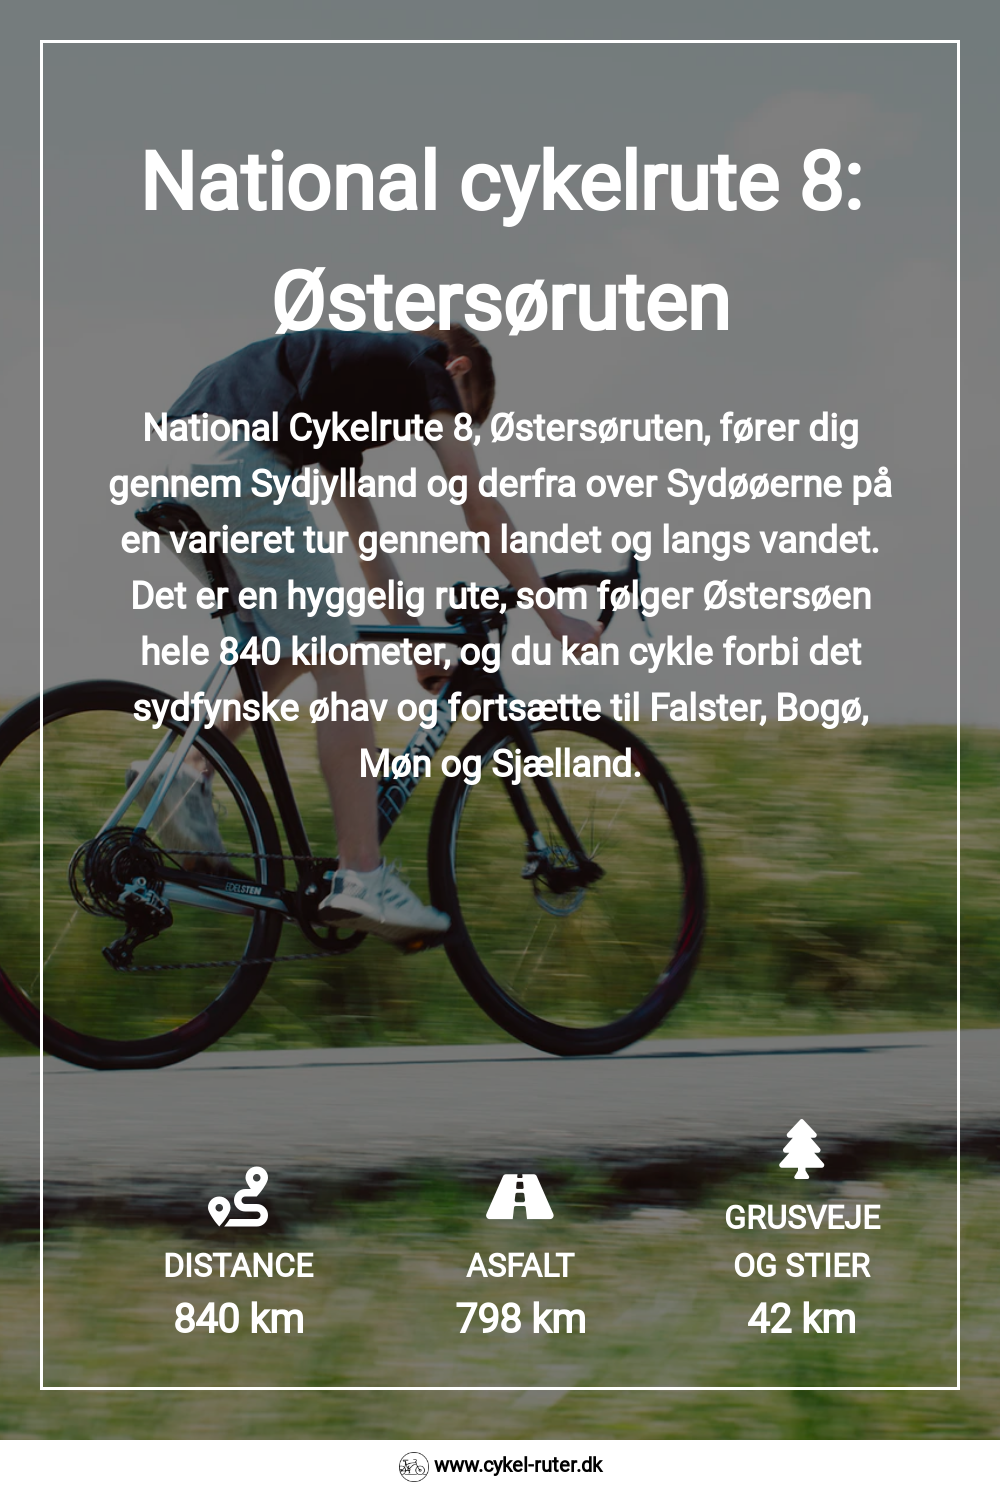 National cykelrute 8:
Østersøruten
National Cykelrute 8, Østersøruten, fører dig
gennem Sydjylland og derfra over Sydøøerne på
en varieret tur gennem landet og langs vandet.
Det er en hyggelig rute, som følger Østersøen
hele 840 kilometer, og du kan cykle forbi det
sydfynske øhav og fortsætte til Falster, Bogø,
Møn og Sjælland.
EDELSTEN
EDELSTEN
DISTANCE
840 km
ASFALT
798 km
GRUSVEJE
OG STIER
42 km
www.cykel-ruter.dk